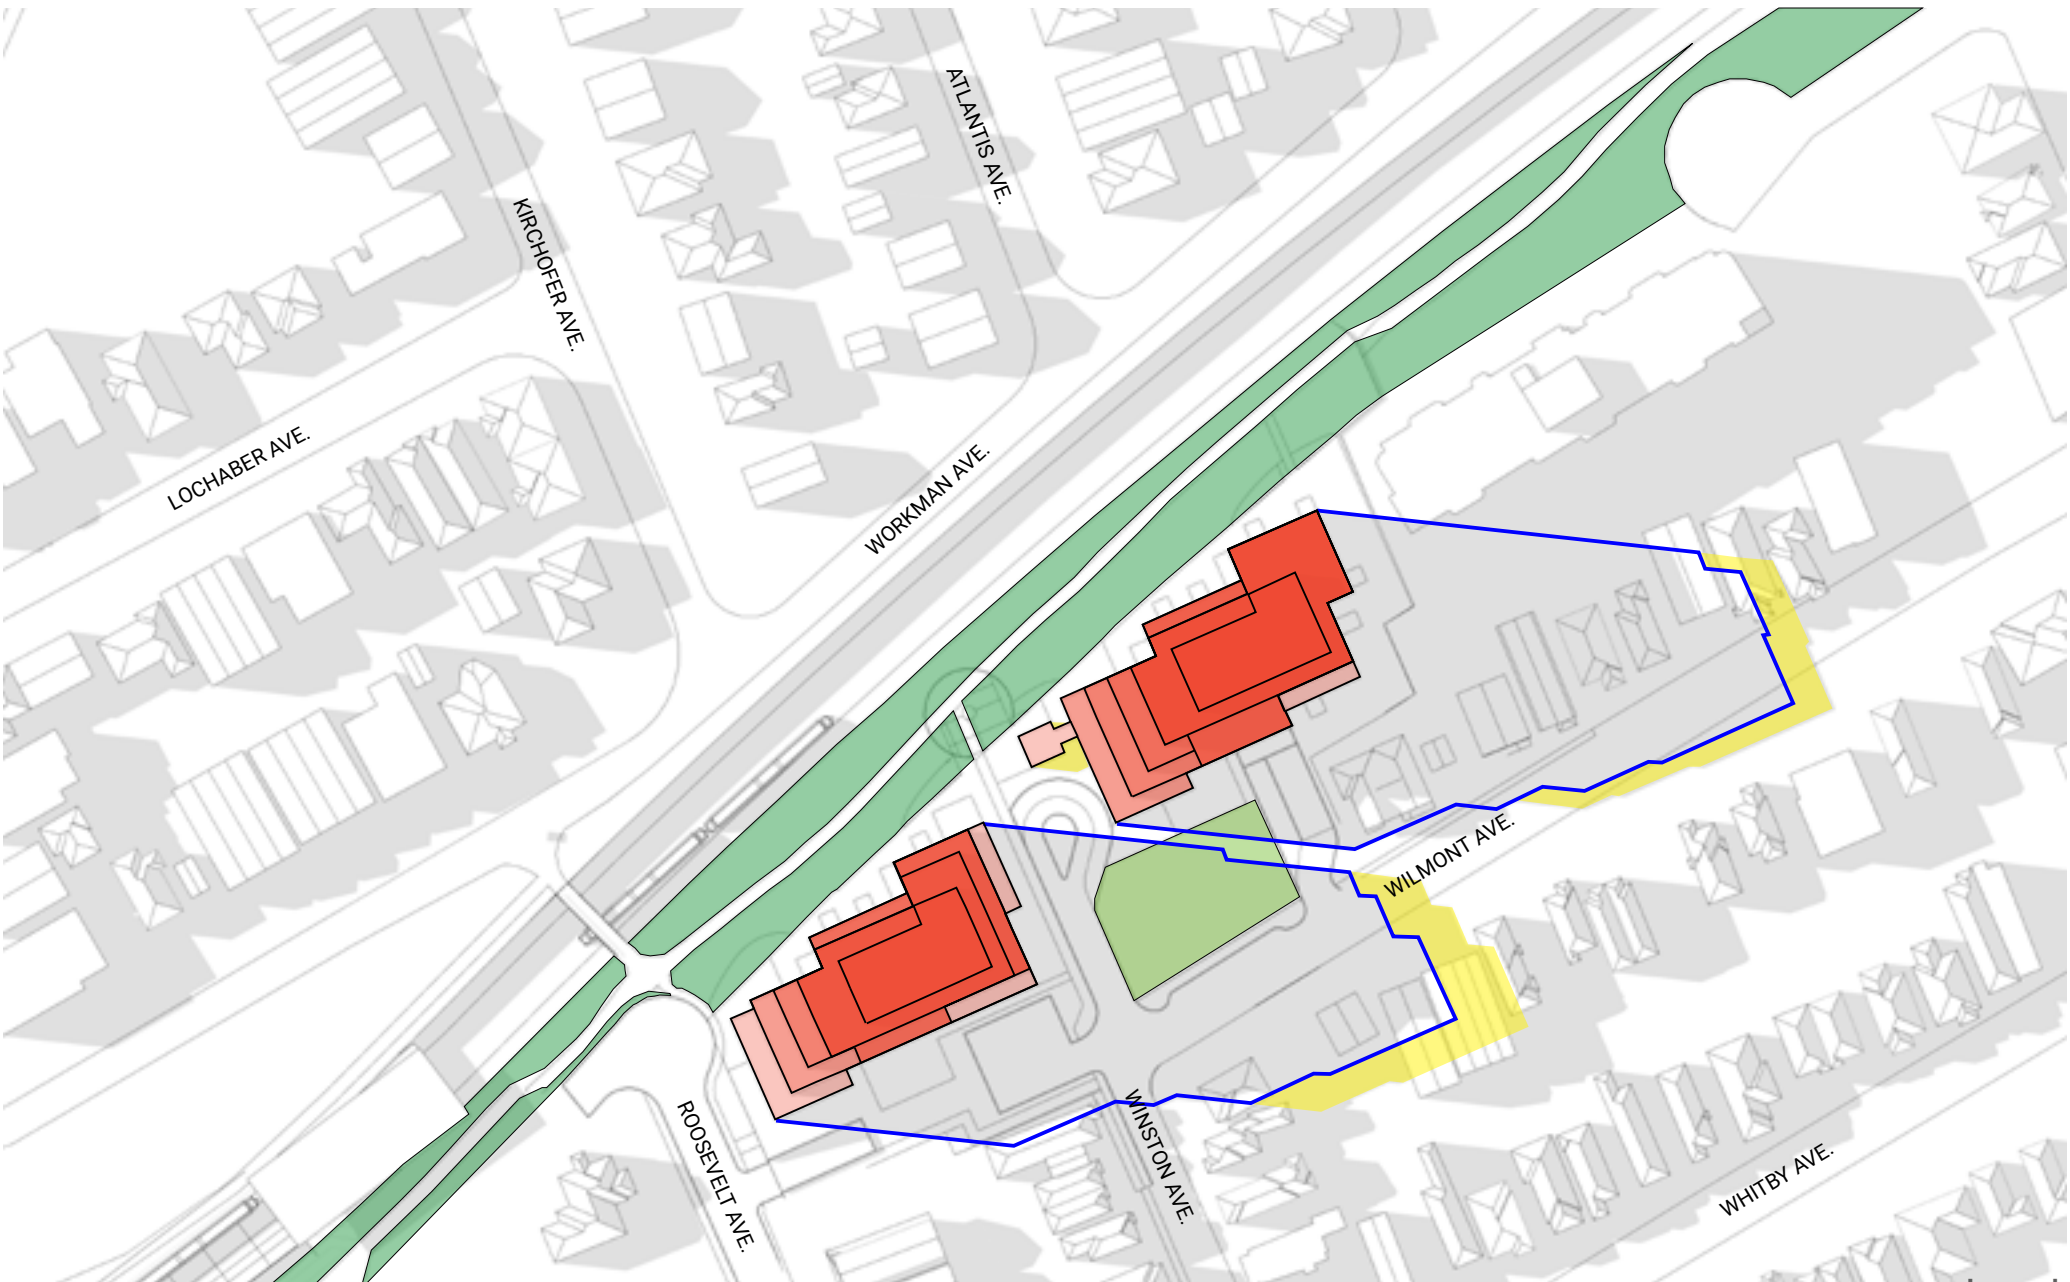 ATLANTIS AVE.
KIRCHOFER AVE.
LOCHABER AVE.
WORKMAN AVE.
WILMONT AVE.
ROOSEVELT AVE.
WINSTON AVE.
WHITBY AVE.